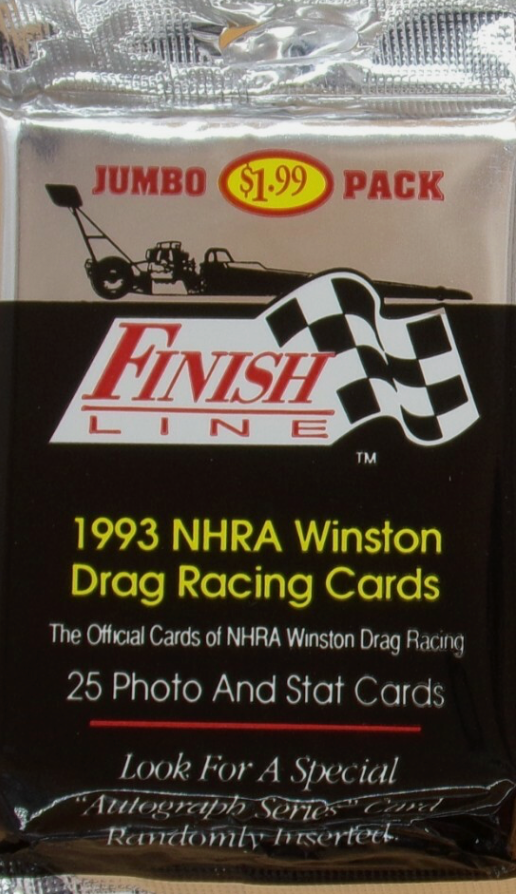 JUMBO $1.99 PACK
FINISH
LINE
TM
1993 NHRA Winston
Drag Racing Cards
The Official Cards of NHRA Winston Drag Racing
25 Photo And Stat Cards
Look For A Special
"Autograph Series" Card
Randomly Inserted.